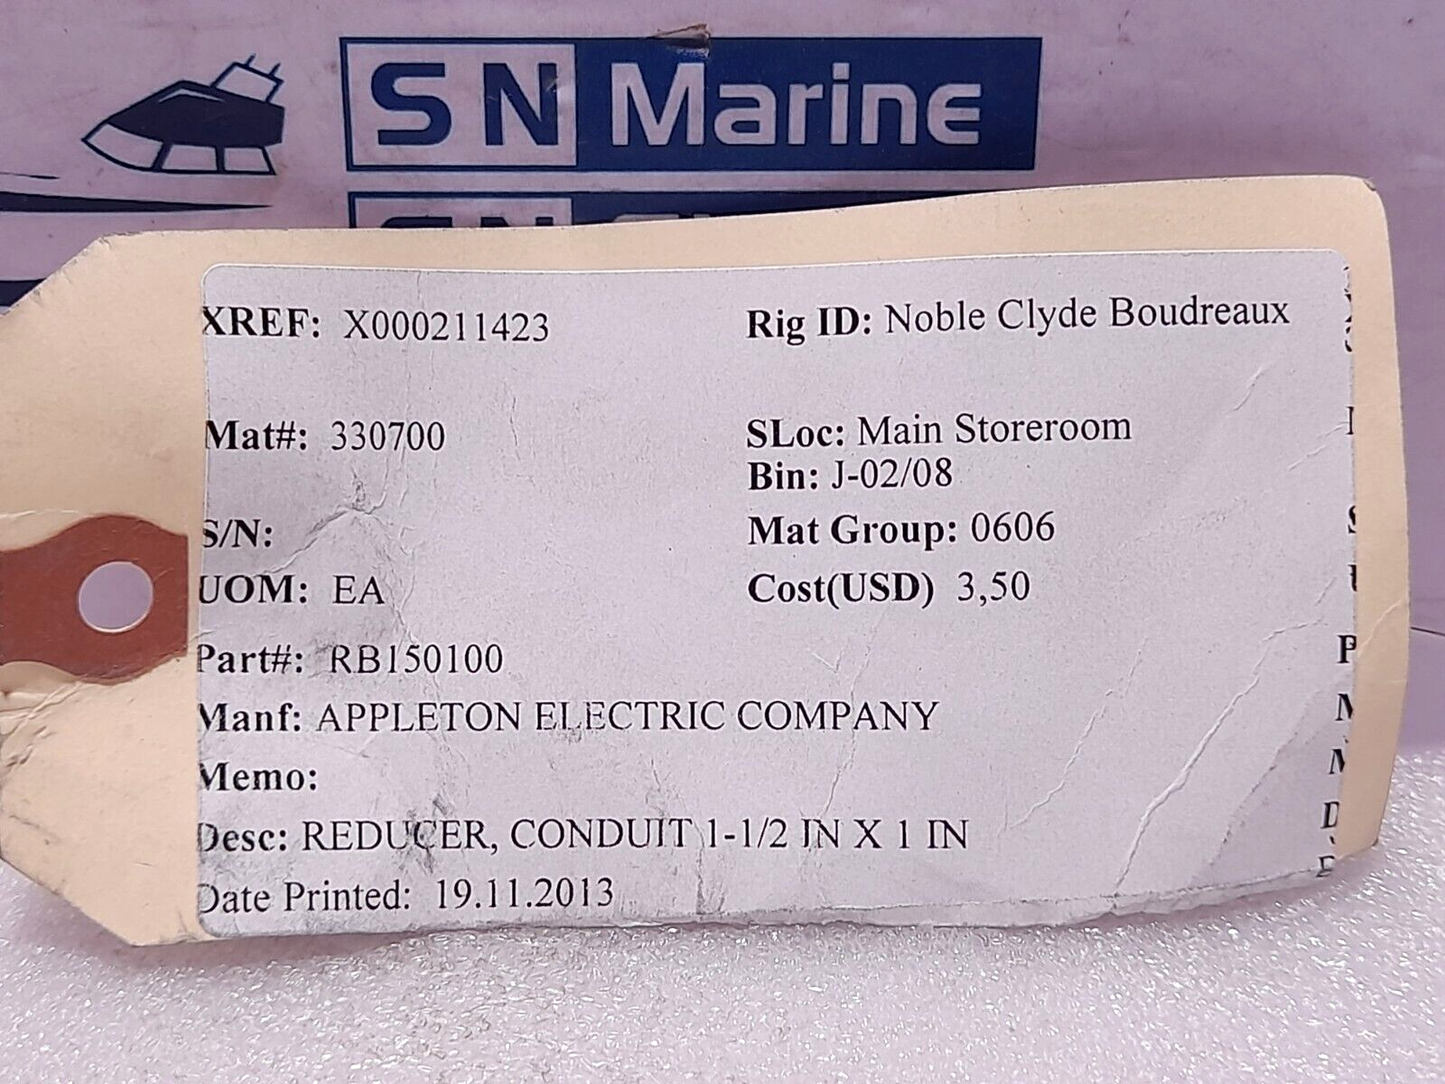 SN Marine
XREF: X000211423
Rig ID: Noble Clyde Boudreaux
Mat#: 330700
SLoc: Main Storeroom
Bin: J-02/08
S/N:
Mat Group: 0606
UOM: EA
Cost(USD) 3,50
Part#: RB150100
Manf: APPLETON ELECTRIC COMPANY
Memo:
Desc: REDUCER, CONDUIT 1-1/2 IN X 1 IN
Date Printed: 19.11.2013